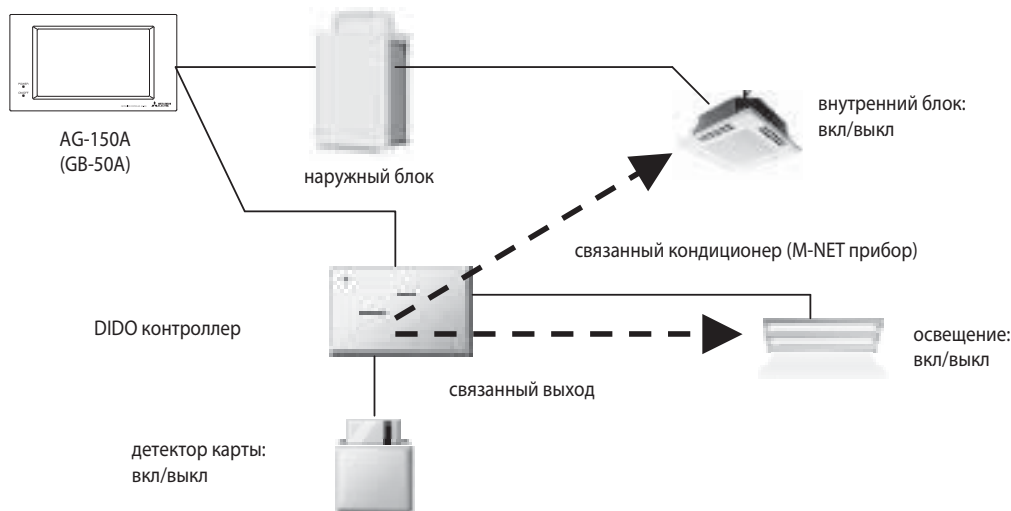 AG-150A
(GB-50A)
наружный блок
внутренний блок:
вкл/выкл
связанный кондиционер (M-NET прибор)
DIDO контроллер
освещение:
вкл/выкл
связанный выход
детектор карты:
вкл/выкл